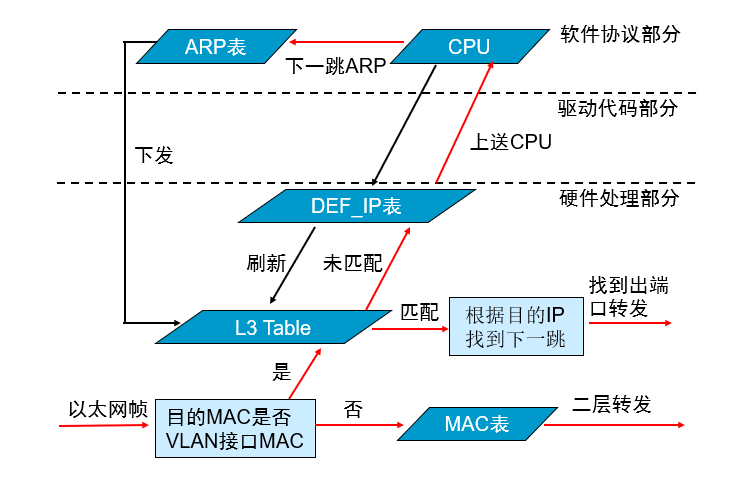 ARP表
CPU
软件协议部分
下一跳ARP
驱动代码部分
下发
上送CPU
硬件处理部分
DEF_IP表
刷新
未匹配
找到出端
口转发
L3 Table
匹配
根据目的IP
找到下一跳
是
以太网帧
目的MAC是否
VLAN接口MAC
否
MAC表
二层转发